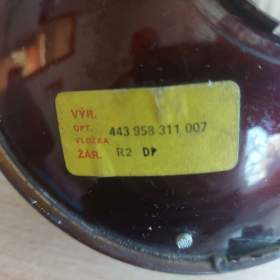 VÝR.
OPT. VLOŽKA 443 958 311 007
ŽÁR. R2 DP